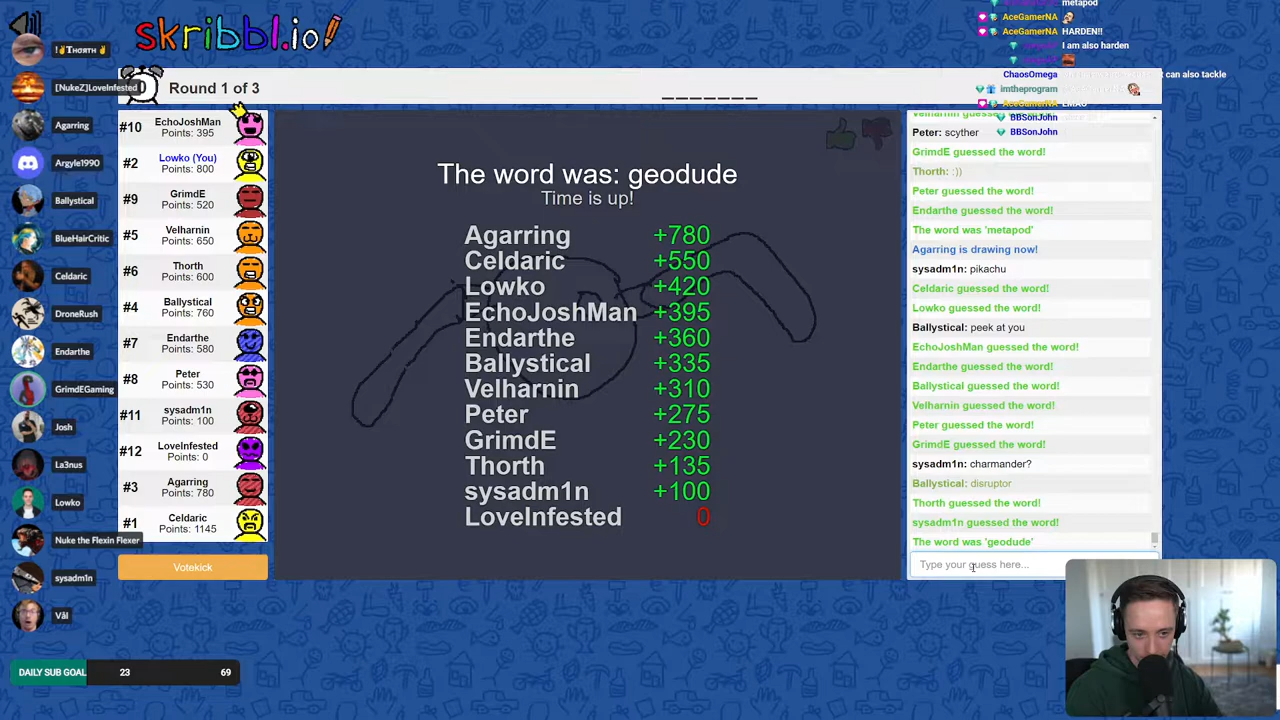 skribbl.io!
Round 1 of 3
_______
The word was: geodude
Time is up!
Agarring +780
Celdaric +550
Lowko +420
EchoJoshMan +395
Endarthe +360
Ballystical +335
Velharnin +310
Peter +275
GrimdE +230
Thorth +135
sysadm1n +100
LoveInfested 0
!✌Tʜσʀᴛʜ✌
[NukeZ]LoveInfested
Agarring
Argyle1990
Ballystical
BlueHairCritic
Celdaric
DroneRush
Endarthe
GrimdEGaming
Josh
La3nus
Lowko
Nuke the Flexin Flexer
sysadm1n
Vål
DAILY SUB GOAL 23 69
#10 EchoJoshMan
Points: 395
#2 Lowko (You)
Points: 800
#9 GrimdE
Points: 520
#5 Velharnin
Points: 650
#6 Thorth
Points: 600
#4 Ballystical
Points: 760
#7 Endarthe
Points: 580
#8 Peter
Points: 530
#11 sysadm1n
Points: 100
#12 LoveInfested
Points: 0
#3 Agarring
Points: 780
#1 Celdaric
Points: 1145
Votekick
metapod
AceGamerNA
AceGamerNA HARDEN!!
I am also harden
ChaosOmega can also tackle
imtheprogram
AceGamerNA LMAO
BBSonJohn
BBSonJohn
Velharnin guessed the word!
Peter: scyther
GrimdE guessed the word!
Thorth: :))
Peter guessed the word!
Endarthe guessed the word!
The word was 'metapod'
Agarring is drawing now!
sysadm1n: pikachu
Celdaric guessed the word!
Lowko guessed the word!
Ballystical: peek at you
EchoJoshMan guessed the word!
Endarthe guessed the word!
Ballystical guessed the word!
Velharnin guessed the word!
Peter guessed the word!
GrimdE guessed the word!
sysadm1n: charmander?
Ballystical: disruptor
Thorth guessed the word!
sysadm1n guessed the word!
The word was 'geodude'
Type your guess here...